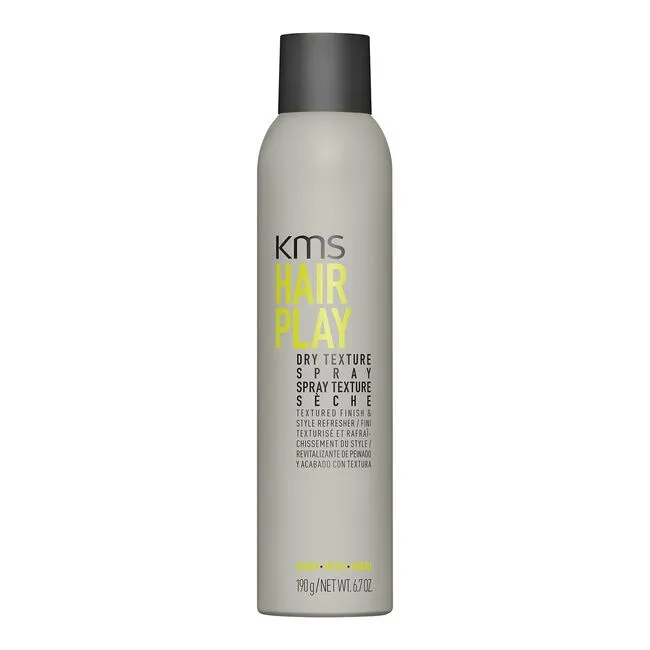 KMS
HAIR
PLAY
DRY TEXTURE
SPRAY
SPRAY TEXTURE
SÈCHE
TEXTURED FINISH &
STYLE REFRESHER / FINI
TEXTURISÉ ET RAFRAÎ-
CHISSEMENT DU STYLE /
REVITALIZANTE DE PEINADO
Y ACABADO CON TEXTURA
190 g/NET WT. 6.7 OZ.